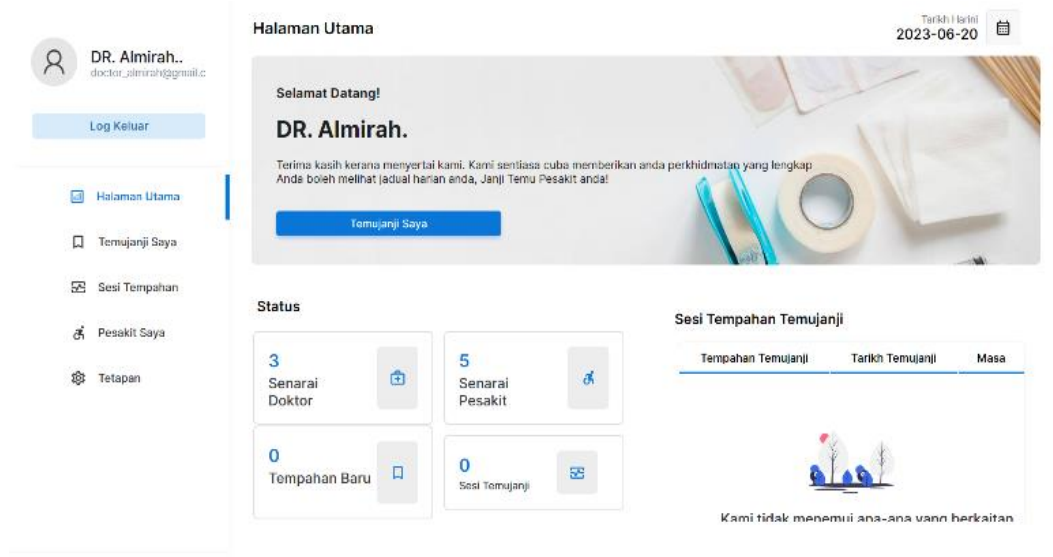 DR. Almirah..
doctor_almirah@gmail.c
Log Keluar
Halaman Utama
Temujanji Saya
Sesi Tempahan
Pesakit Saya
Tetapan
Halaman Utama
Tarikh Harini
2023-06-20
Selamat Datang!
DR. Almirah.
Terima kasih kerana menyertai kami. Kami sentiasa cuba memberikan anda perkhidmatan yang lengkap
Anda boleh melihat jadual harian anda, Janji Temu Pesakit anda!
Temujanji Saya
Status
3
Senarai
Doktor
5
Senarai
Pesakit
0
Tempahan Baru
0
Sesi Temujanji
Sesi Tempahan Temujanji
Tempahan Temujanji Tarikh Temujanji Masa
Kami tidak menemui apa-apa yang berkaitan